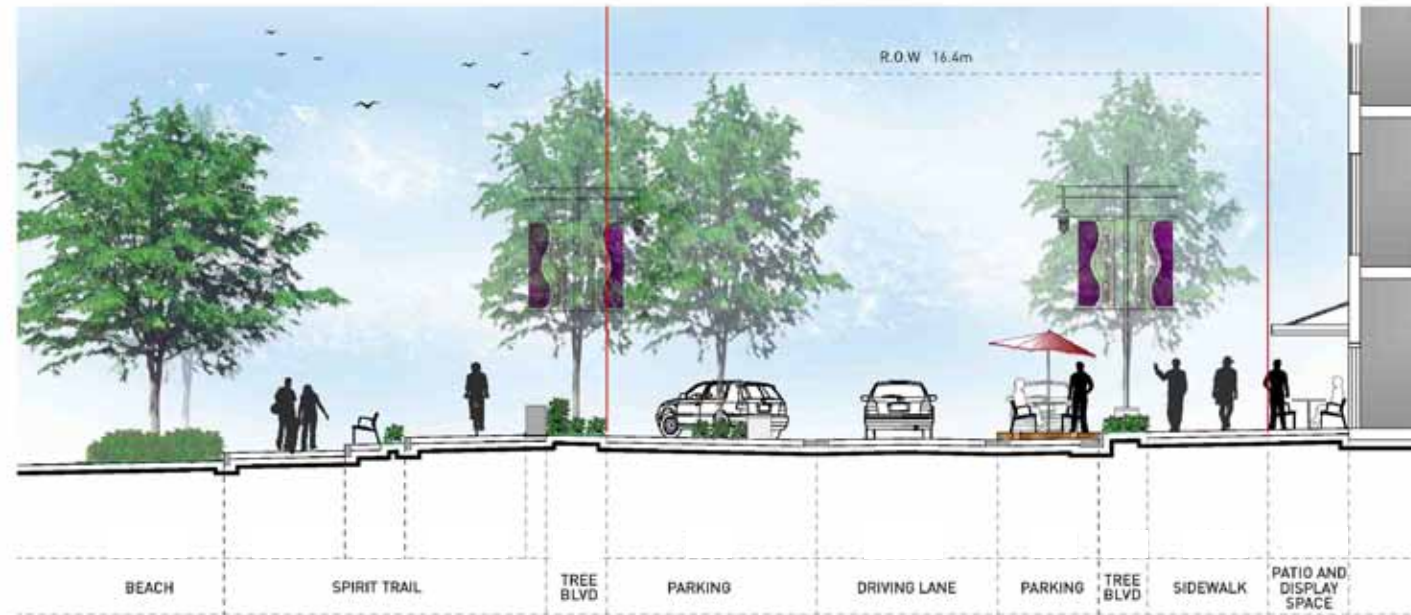 R.O.W 16.4m
BEACH
SPIRIT TRAIL
TREE
BLVD
PARKING
DRIVING LANE
PARKING
TREE
BLVD
SIDEWALK
PATIO AND
DISPLAY
SPACE